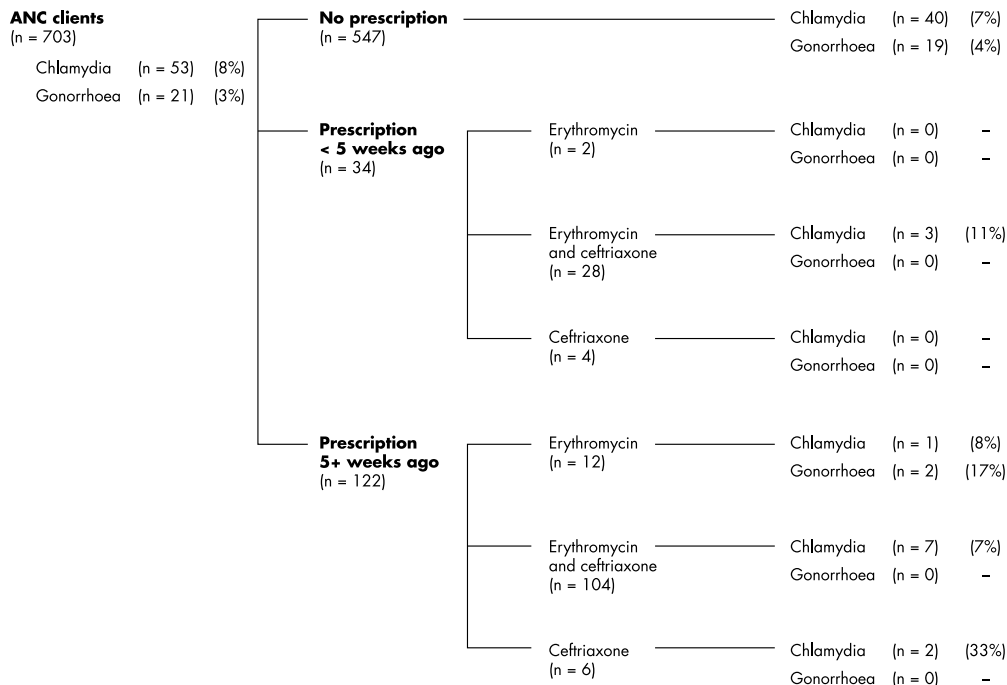 ANC clients
(n = 703)
Chlamydia (n = 53) (8%)
Gonorrhoea (n = 21) (3%)
No prescription
(n = 547)
Chlamydia (n = 40) (7%)
Gonorrhoea (n = 19) (4%)
Prescription
< 5 weeks ago
(n = 34)
Erythromycin
(n = 2)
Chlamydia (n = 0) –
Gonorrhoea (n = 0) –
Erythromycin
and ceftriaxone
(n = 28)
Chlamydia (n = 3) (11%)
Gonorrhoea (n = 0) –
Ceftriaxone
(n = 4)
Chlamydia (n = 0) –
Gonorrhoea (n = 0) –
Prescription
5+ weeks ago
(n = 122)
Erythromycin
(n = 12)
Chlamydia (n = 1) (8%)
Gonorrhoea (n = 2) (17%)
Erythromycin
and ceftriaxone
(n = 104)
Chlamydia (n = 7) (7%)
Gonorrhoea (n = 0) –
Ceftriaxone
(n = 6)
Chlamydia (n = 2) (33%)
Gonorrhoea (n = 0) –